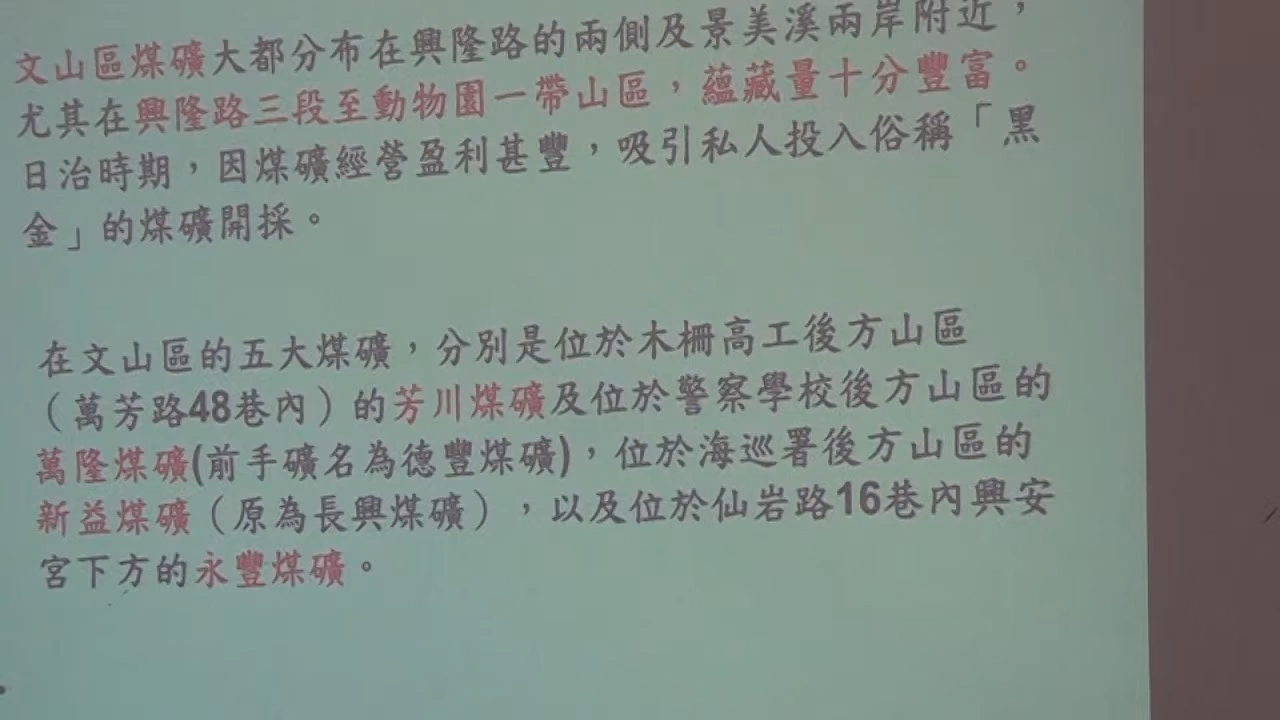 文山區煤礦大都分布在興隆路的兩側及景美溪兩岸附近，
尤其在興隆路三段至動物園一帶山區，蘊藏量十分豐富。
日治時期，因煤礦經營盈利甚豐，吸引私人投入俗稱「黑
金」的煤礦開採。
在文山區的五大煤礦，分別是位於木柵高工後方山區
（萬芳路48巷內）的芳川煤礦及位於警察學校後方山區的
萬隆煤礦(前手礦名為德豐煤礦)，位於海巡署後方山區的
新益煤礦（原為長興煤礦），以及位於仙岩路16巷內興安
宮下方的永豐煤礦。